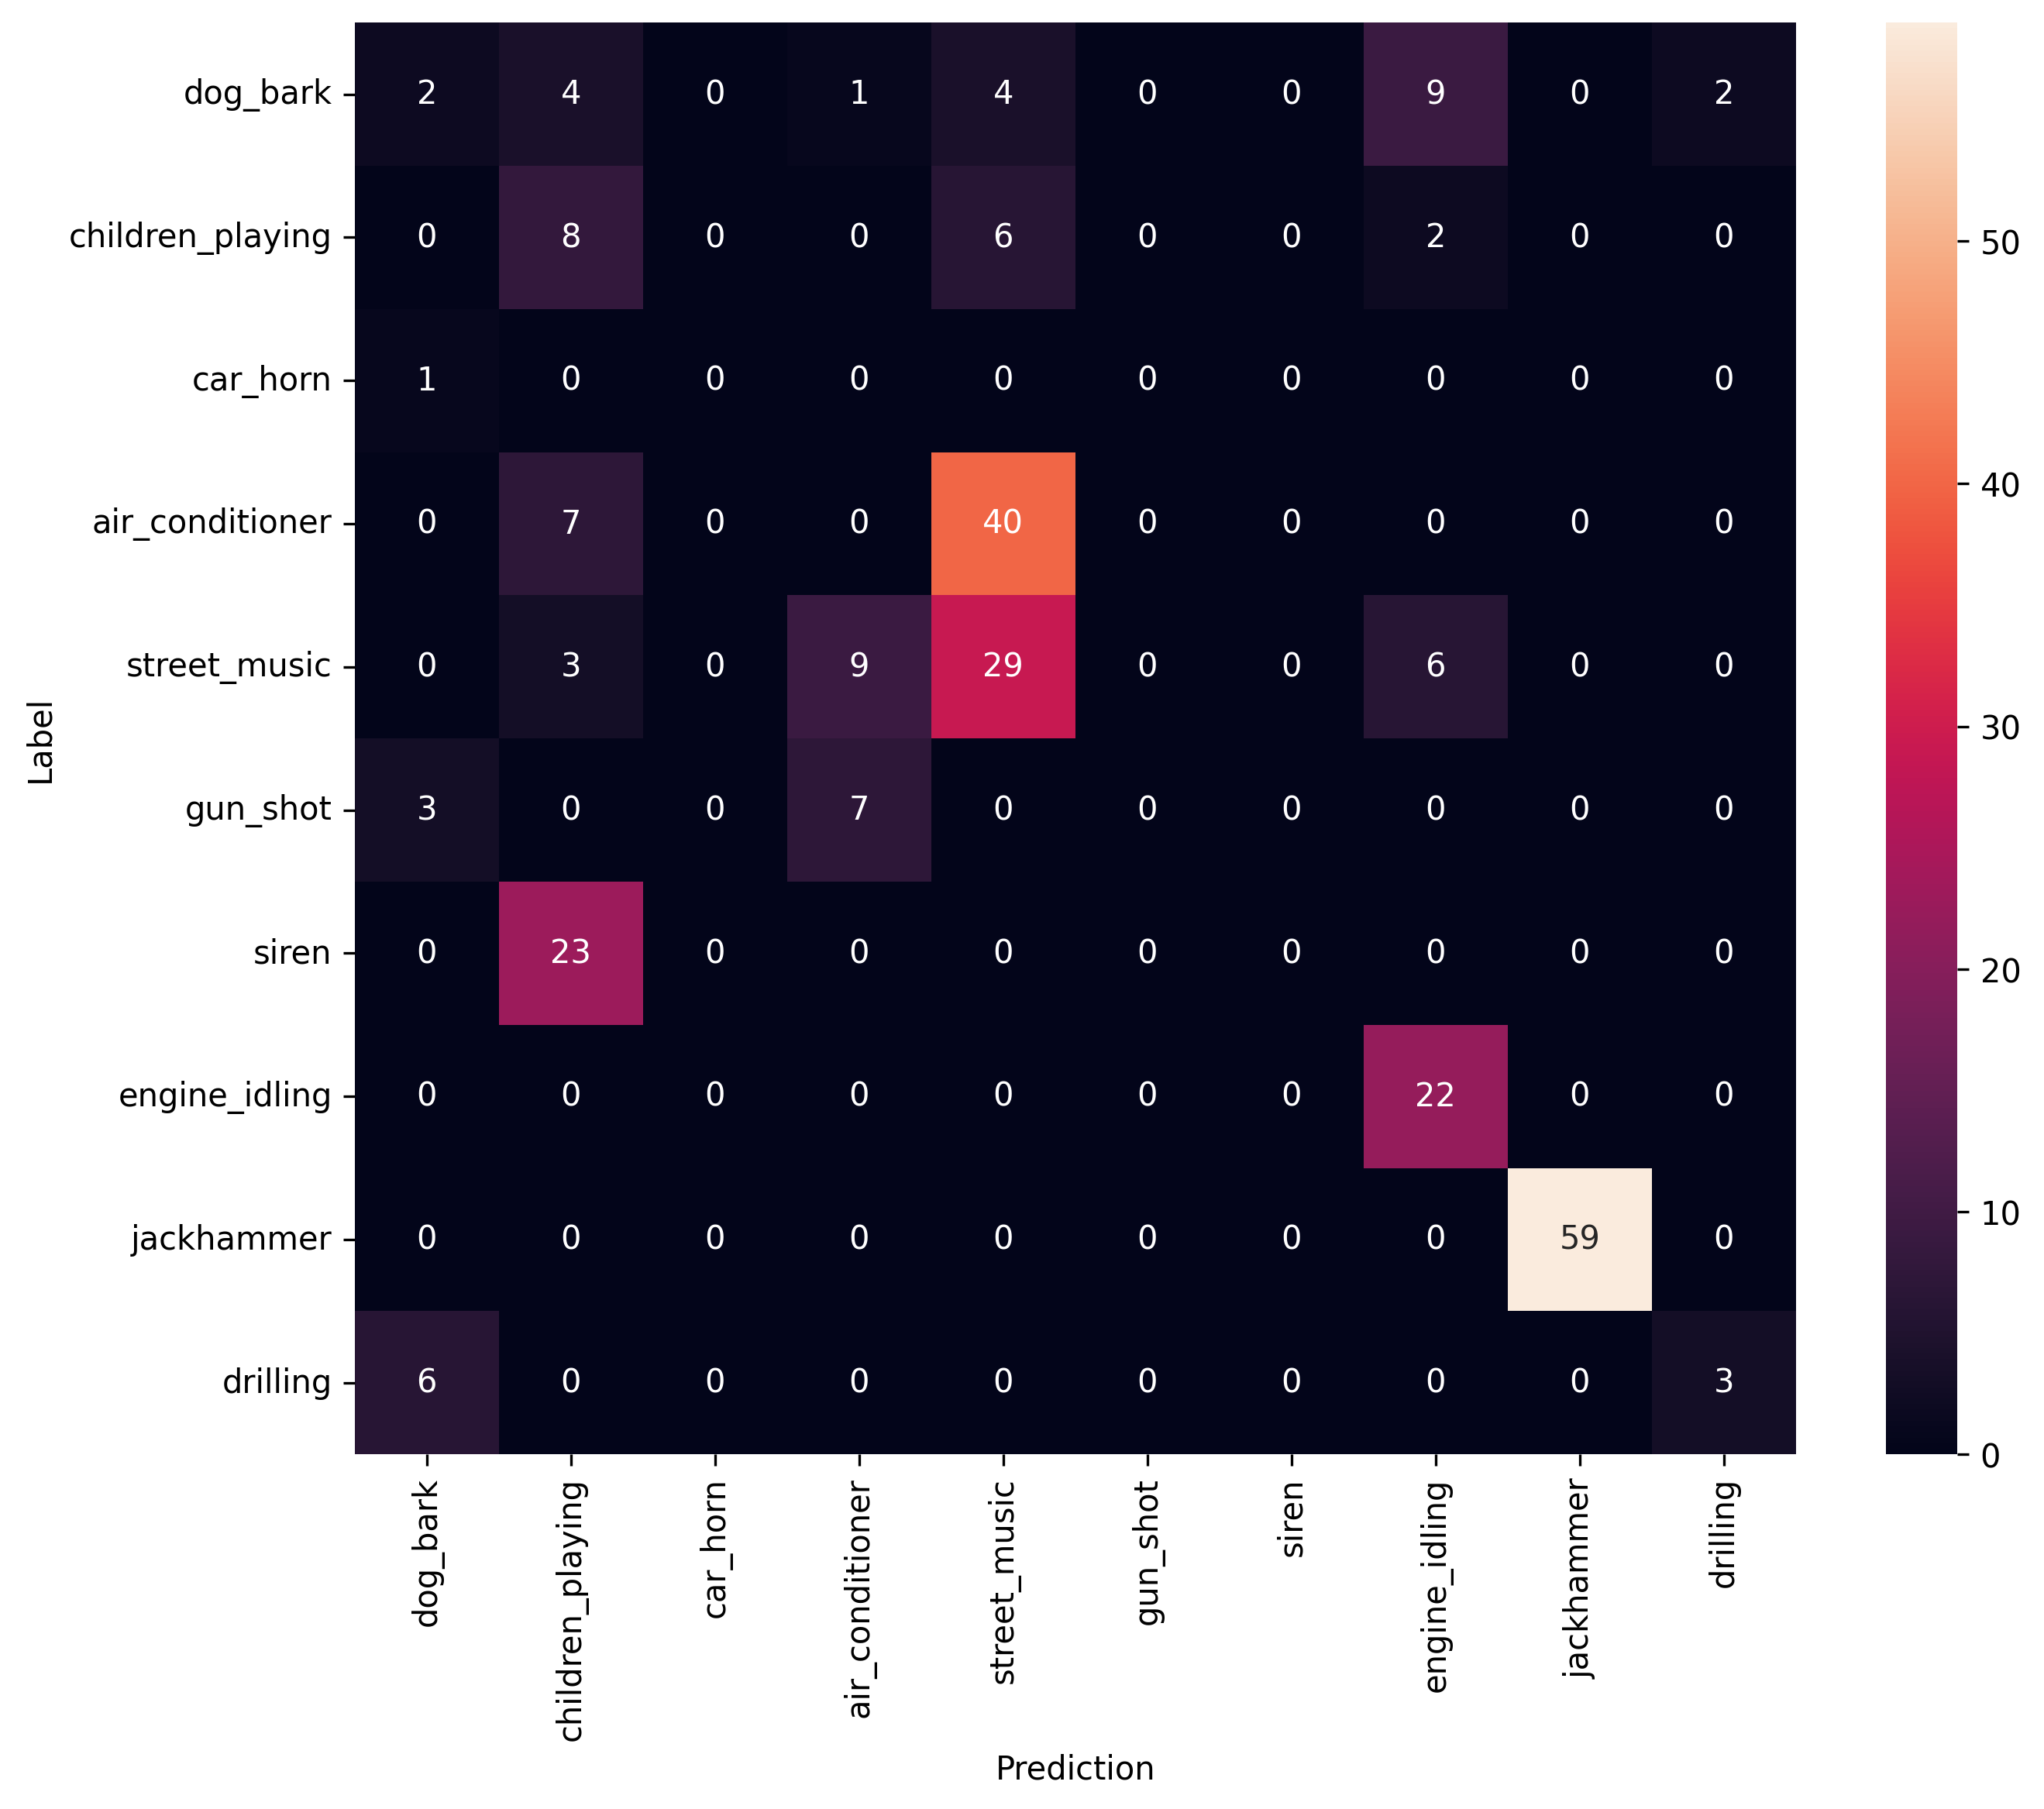 dog_bark 2 4 0 1 4 0 0 9 0 2
children_playing 0 8 0 0 6 0 0 2 0 0
car_horn 1 0 0 0 0 0 0 0 0 0
air_conditioner 0 7 0 0 40 0 0 0 0 0
street_music 0 3 0 9 29 0 0 6 0 0
gun_shot 3 0 0 7 0 0 0 0 0 0
siren 0 23 0 0 0 0 0 0 0 0
engine_idling 0 0 0 0 0 0 0 22 0 0
jackhammer 0 0 0 0 0 0 0 0 59 0
drilling 6 0 0 0 0 0 0 0 0 3
Label
dog_bark
children_playing
car_horn
air_conditioner
street_music
gun_shot
siren
engine_idling
jackhammer
drilling
Prediction
50
40
30
20
10
0